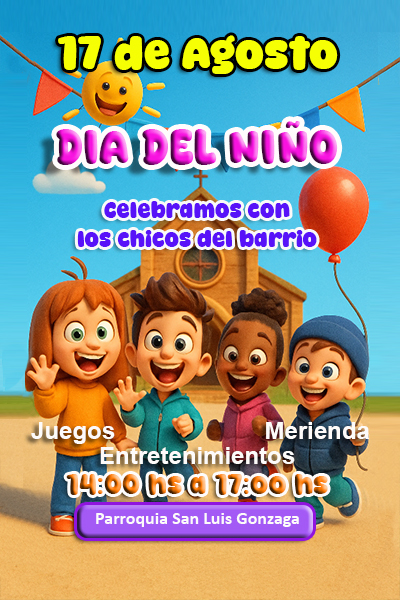 17 de Agosto
DIA DEL NIÑO
Celebramos con
los chicos del barrio
Juegos Merienda
Entretenimientos
14:00 hs a 17:00 hs
Parroquia San Luis Gonzaga